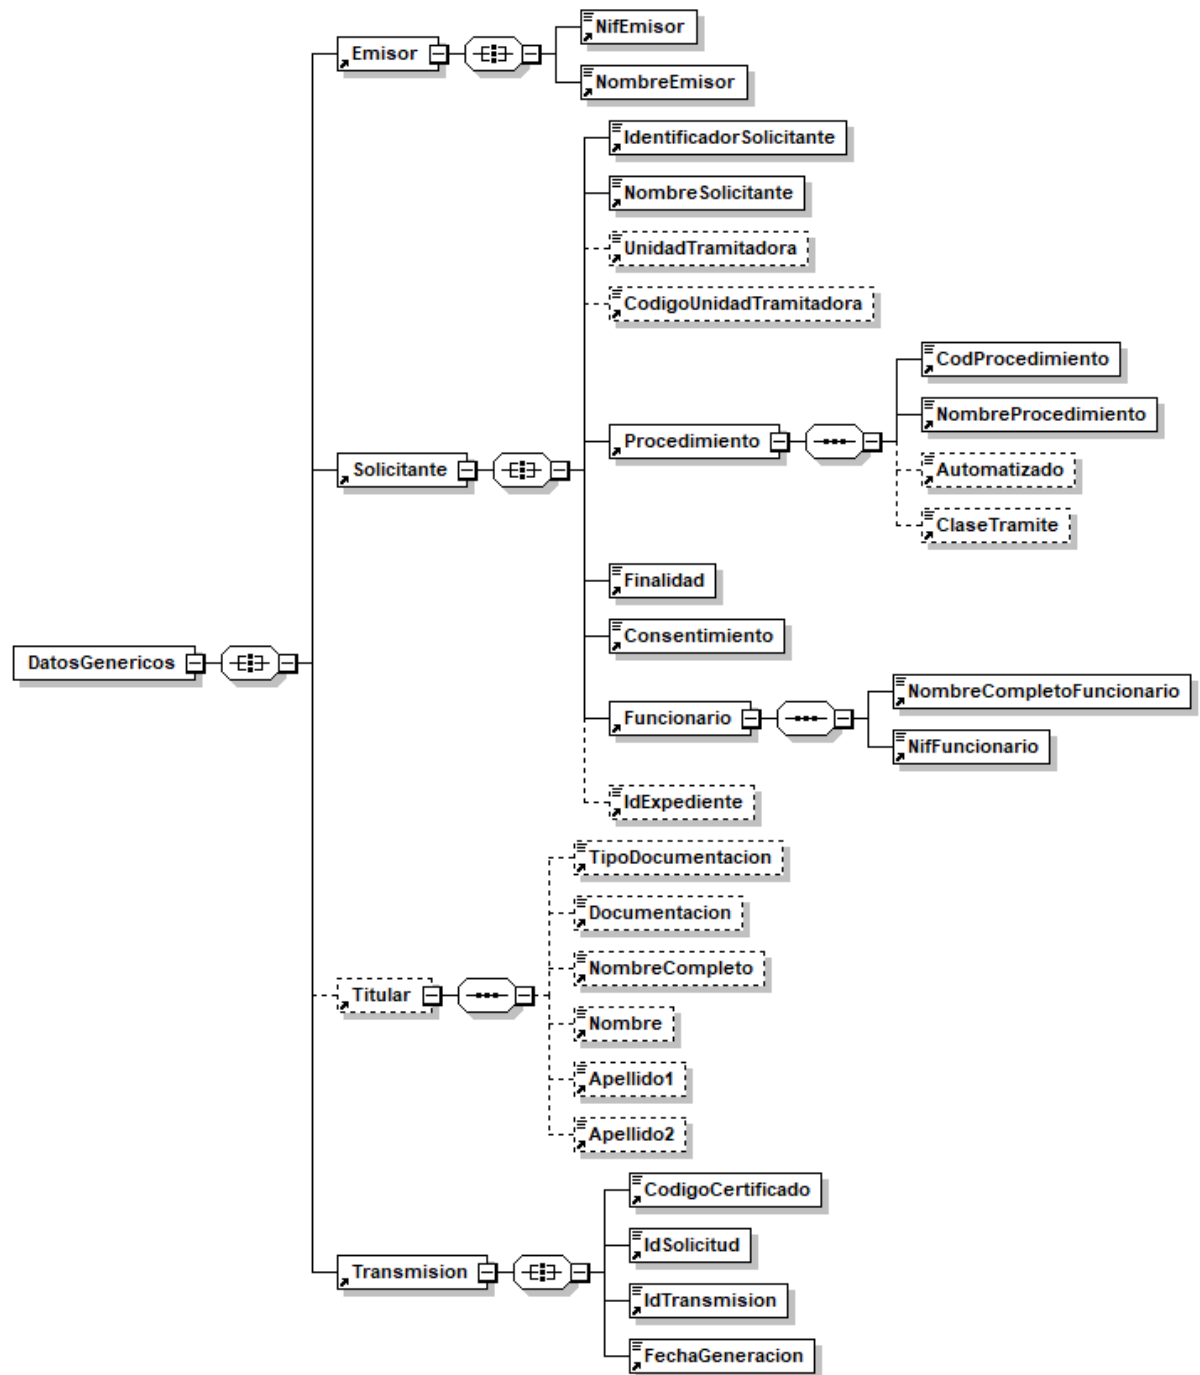 NifEmisor
Emisor
NombreEmisor
IdentificadorSolicitante
NombreSolicitante
UnidadTramitadora
CodigoUnidadTramitadora
CodProcedimiento
NombreProcedimiento
Procedimiento
Solicitante
Automatizado
ClaseTramite
Finalidad
Consentimiento
DatosGenericos
NombreCompletoFuncionario
Funcionario
NifFuncionario
IdExpediente
TipoDocumentacion
Documentacion
NombreCompleto
Titular
Nombre
Apellido1
Apellido2
CodigoCertificado
IdSolicitud
Transmision
IdTransmision
FechaGeneracion